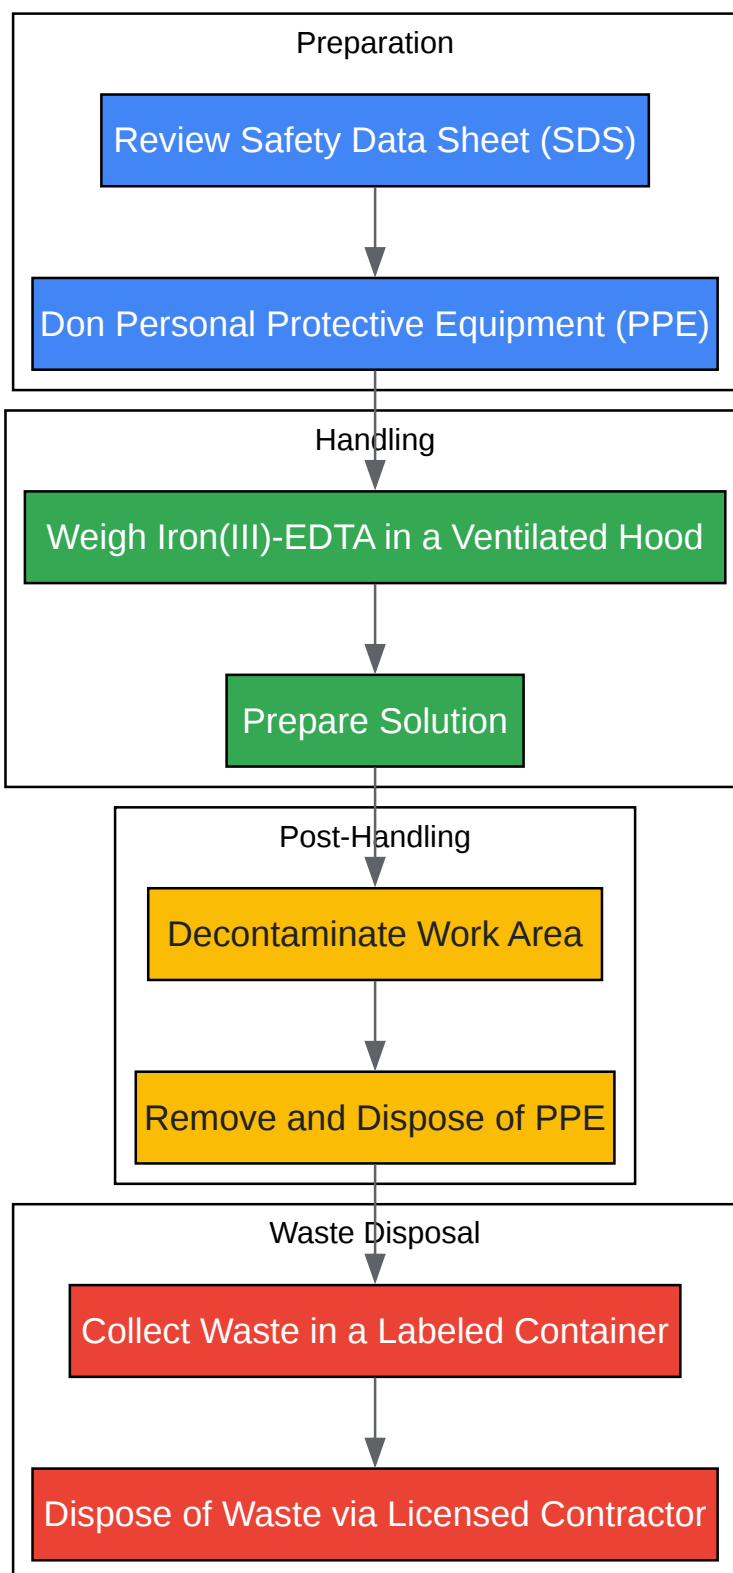 Preparation
Review Safety Data Sheet (SDS)
Don Personal Protective Equipment (PPE)
Handling
Weigh Iron(III)-EDTA in a Ventilated Hood
Prepare Solution
Post-Handling
Decontaminate Work Area
Remove and Dispose of PPE
Waste Disposal
Collect Waste in a Labeled Container
Dispose of Waste via Licensed Contractor